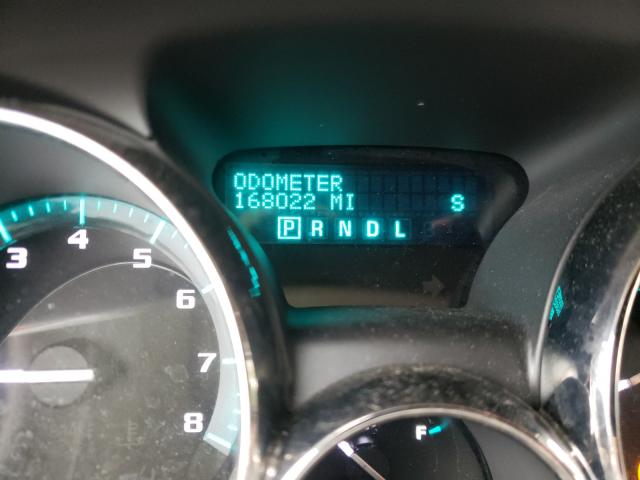 ODOMETER
168022 MI S
P R N D L
3 4 5 6 7 8
F